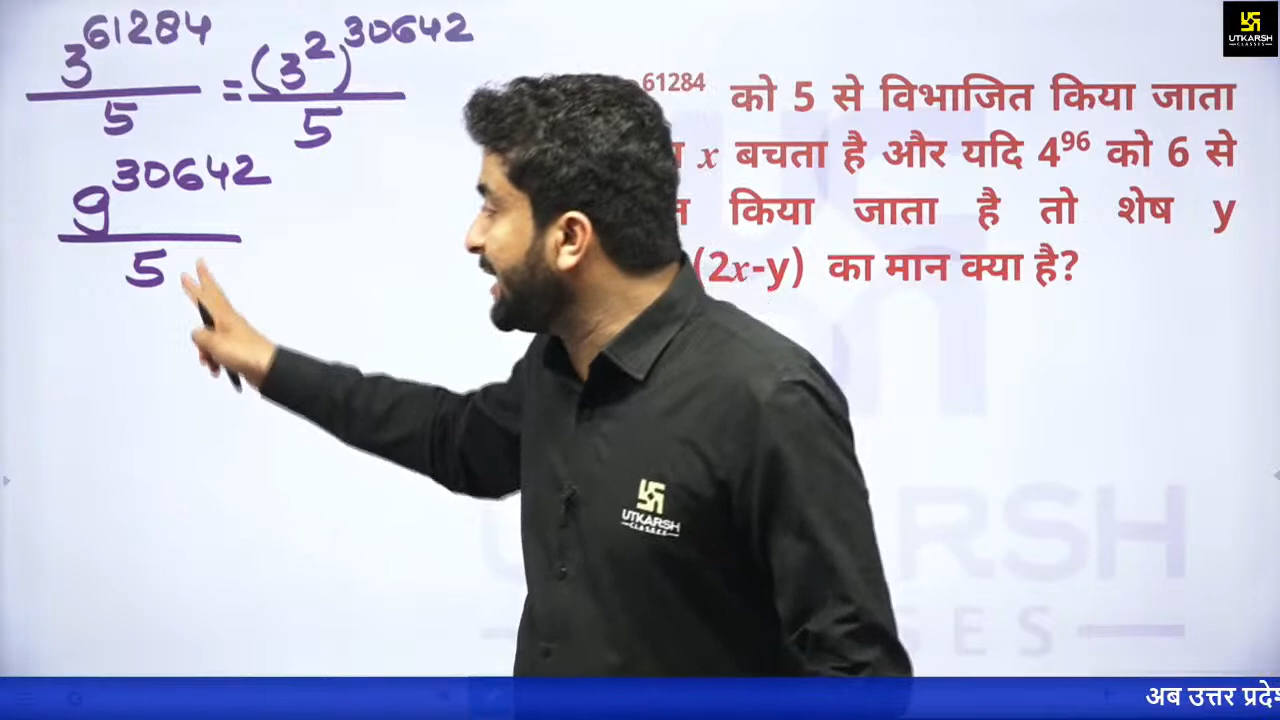 3^61284 / 5 = (3^2)^30642 / 5
9^30642 / 5
61284 को 5 से विभाजित किया जाता
x बचता है और यदि 4^96 को 6 से
किया जाता है तो शेष y
(2x-y) का मान क्या है?
UTKARSH
CLASSES
UTKARSH
CLASSES
अब उत्तर